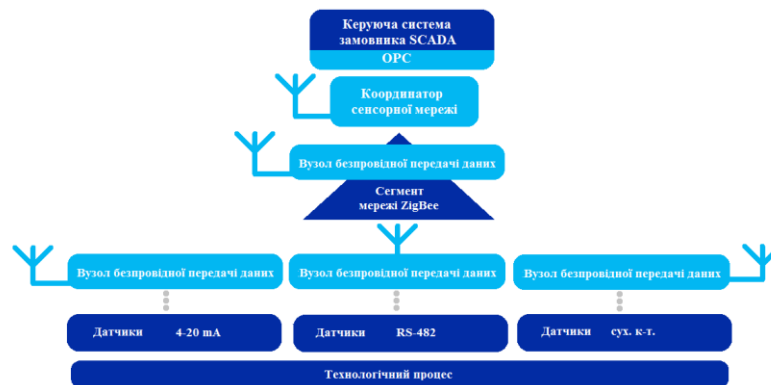 Керуюча система
замовника SCADA
ОРС
Координатор
сенсорної мережі
Вузол безпровідної передачі даних
Сегмент
мережі ZigBee
Вузол безпровідної передачі даних
Вузол безпровідної передачі даних
Вузол безпровідної передачі даних
Датчики 4-20 mA
Датчики RS-482
Датчики сух. к-т.
Технологічний процес